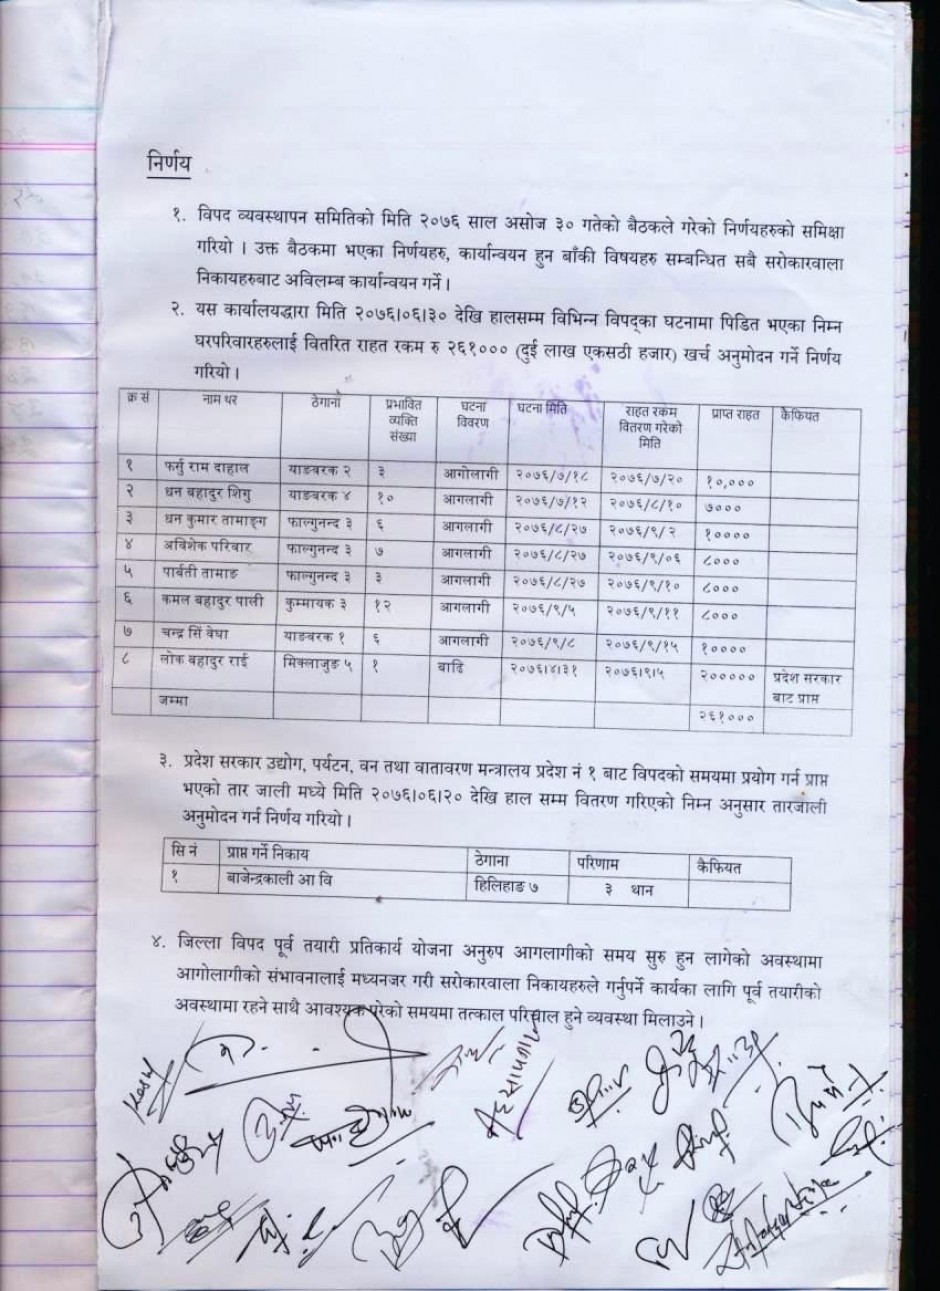 निर्णय
१. विपद व्यवस्थापन समितिको मिति २०७६ साल असोज ३० गतेको बैठकले गरेको निर्णयहरुको समिक्षा
गरियो । उक्त बैठकमा भएका निर्णयहरु, कार्यान्वयन हुन बाँकी विषयहरु सम्बन्धित सबै सरोकारवाला
निकायहरुबाट अविलम्ब कार्यान्वयन गर्ने।
२. यस कार्यालयद्धारा मिति २०७६।०६।३० देखि हालसम्म विभिन्न विपद्का घटनामा पिडित भएका निम्न
घरपरिवारहरुलाई वितरित राहत रकम रु २६१००० (दुई लाख एकसठी हजार) खर्च अनुमोदन गर्ने निर्णय
गरियो ।
क्र सं नाम थर ठेगाना प्रभावित व्यक्ति संख्या घटना विवरण घटना मिति राहत रकम वितरण गरेको मिति प्राप्त राहत कैफियत
१ फर्सु राम दाहाल याङवरक २ ३ आगोलागी २०७६/७/१८ २०७६/७/२० १०,०००
२ धन बहादुर शिगु याङवरक ४ १० आगलागी २०७६/७/१२ २०७६/८/१० ७०००
३ धन कुमार तामाङ्ग फाल्गुनन्द ३ ६ आगलागी २०७६/८/२७ २०७६/९/२ १००००
४ अविशेक परिवार फाल्गुनन्द ३ ७ आगलागी २०७६/८/२७ २०७६/९/०६ ८०००
५ पार्बती तामाङ फाल्गुनन्द ३ ३ आगलागी २०७६/८/२७ २०७६/९/१० ८०००
६ कमल बहादुर पाली कुम्मायक ३ १२ आगलागी २०७६/९/५ २०७६/९/११ ८०००
७ चन्द्र सिं वेघा याङवरक १ ६ आगलागी २०७६/९/८ २०७६/९/१५ १००००
८ लोक बहादुर राई मिक्लाजुङ ५ १ बाढि २०७६।४।३१ २०७६।९।५ २००००० प्रदेश सरकार बाट प्राप्त
जम्मा २६१०००
३. प्रदेश सरकार उद्योग, पर्यटन, वन तथा वातावरण मन्त्रालय प्रदेश नं १ बाट विपदको समयमा प्रयोग गर्न प्राप्त
भएको तार जाली मध्ये मिति २०७६।०६।२० देखि हाल सम्म वितरण गरिएको निम्न अनुसार तारजाली
अनुमोदन गर्न निर्णय गरियो ।
सि नं प्राप्त गर्ने निकाय ठेगाना परिणाम कैफियत
१ बाजेन्द्रकाली आ वि हिलिहाङ ७ ३ थान
४. जिल्ला विपद पूर्व तयारी प्रतिकार्य योजना अनुरुप आगलागीको समय सुरु हुन लागेको अवस्थामा
आगोलागीको संभावनालाई मध्यनजर गरी सरोकारवाला निकायहरुले गर्नुपर्ने कार्यका लागि पूर्व तयारीको
अवस्थामा रहने साथै आवश्यक परेको समयमा तत्काल परिचाल हुने व्यवस्था मिलाउने ।